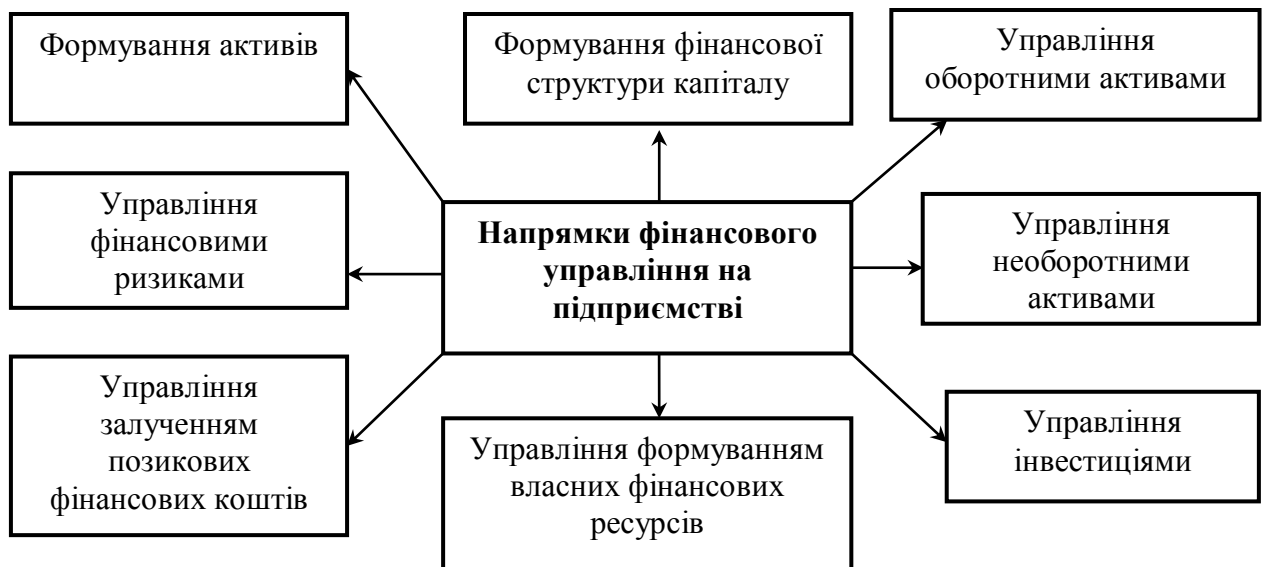 Формування активів
Формування фінансової
структури капіталу
Управління
оборотними активами
Управління
фінансовими
ризиками
Напрямки фінансового
управління на
підприємстві
Управління
необоротними
активами
Управління
залученням
позикових
фінансових коштів
Управління формуванням
власних фінансових
ресурсів
Управління
інвестиціями